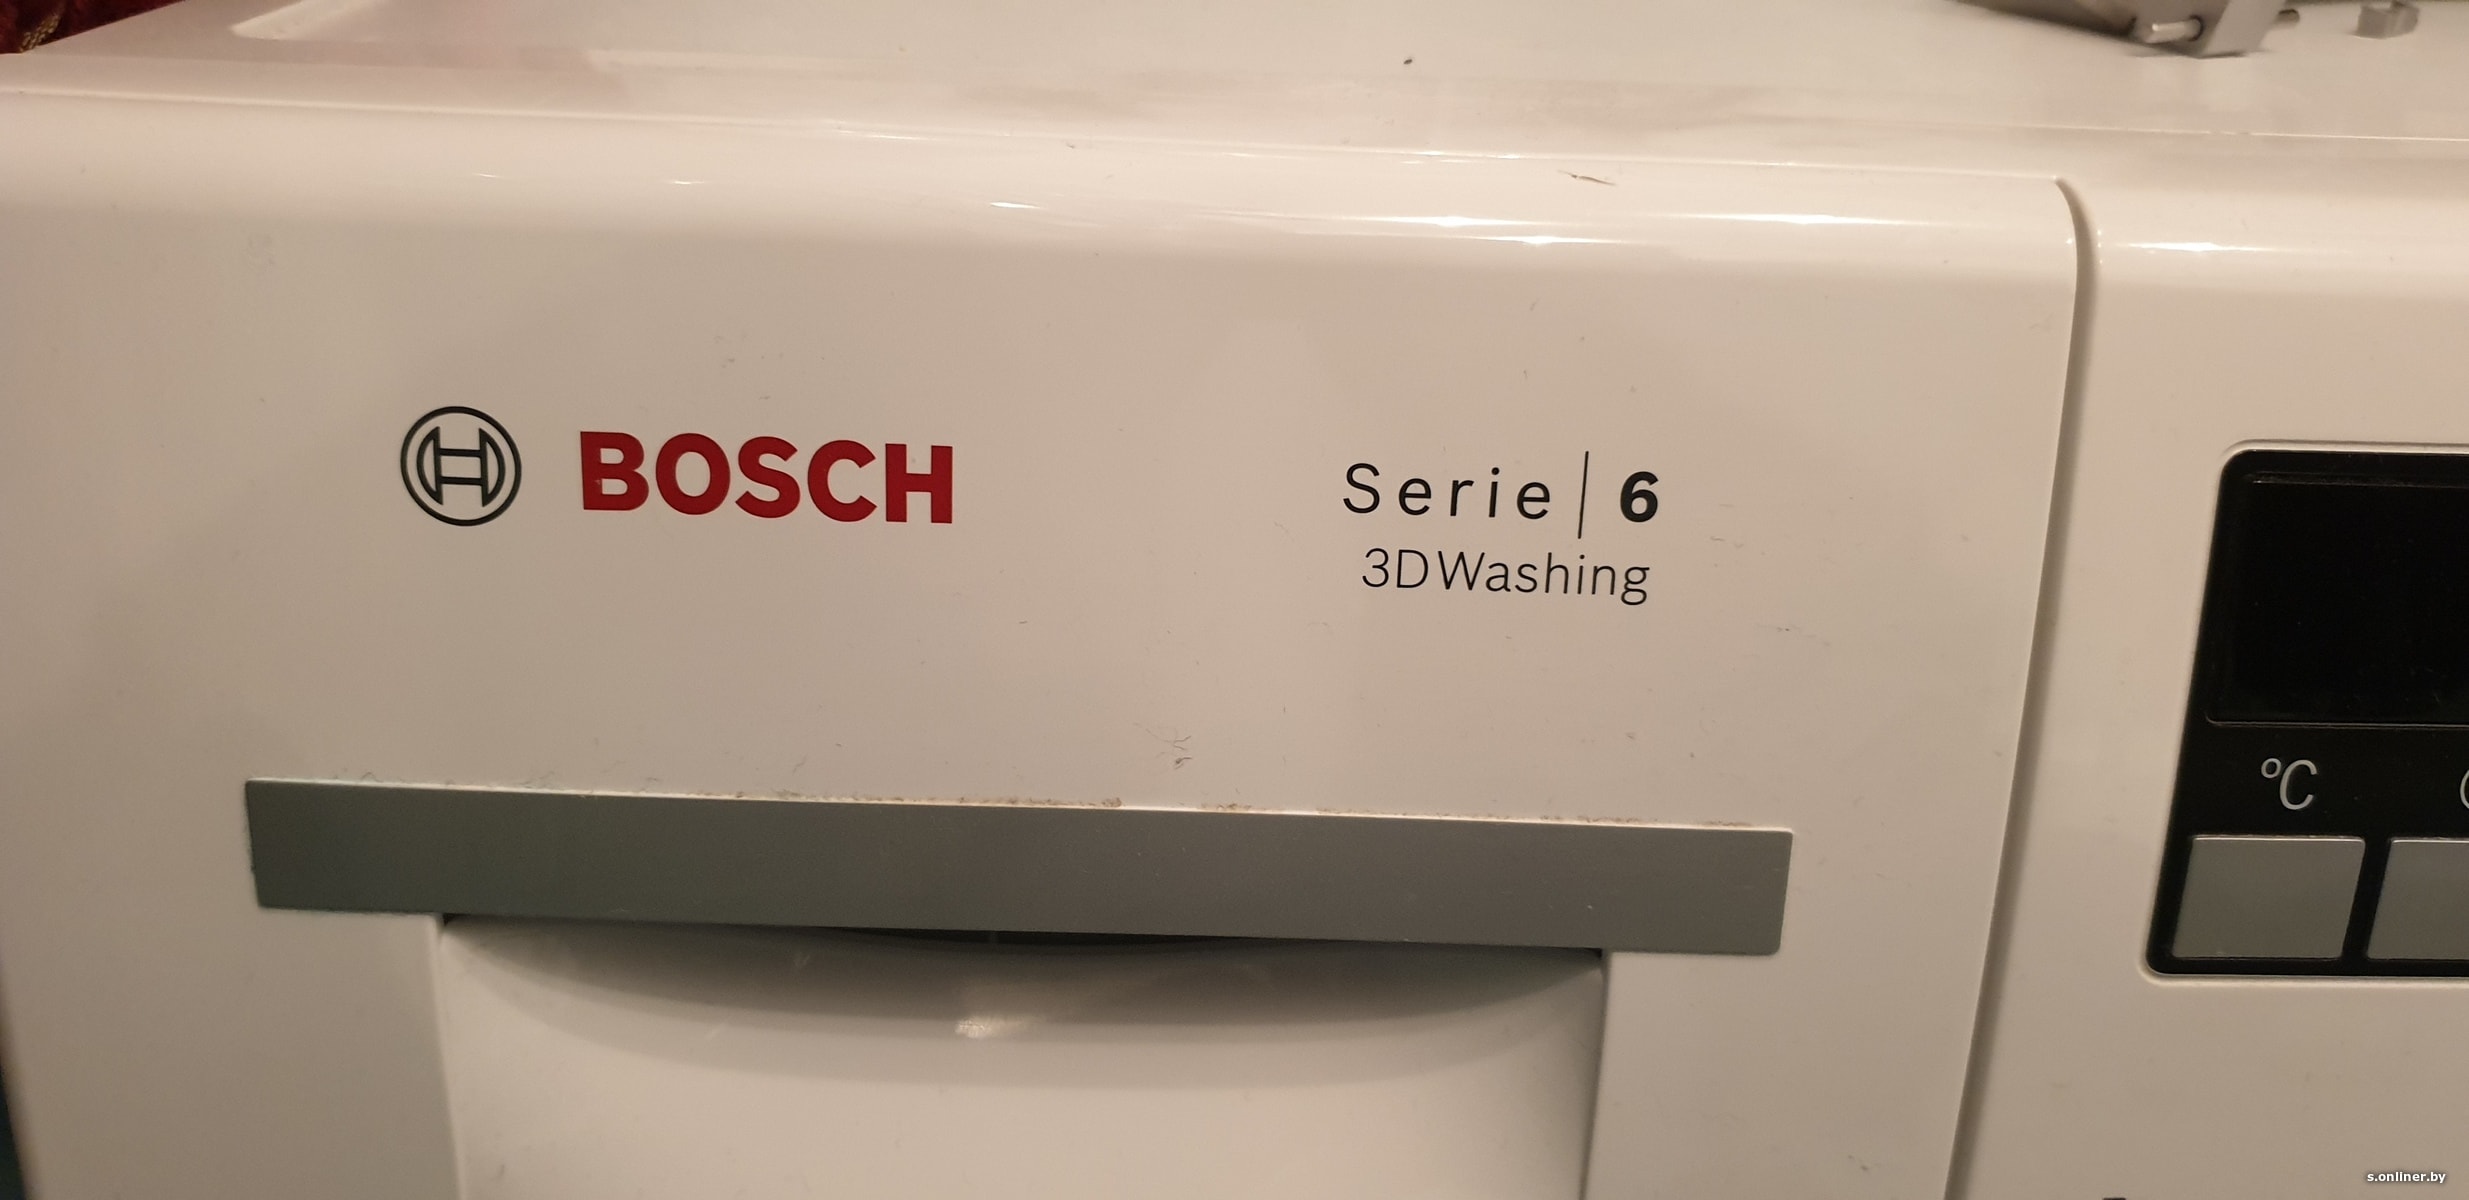 BOSCH
Serie | 6
3DWashing
°C
s.onliner.by